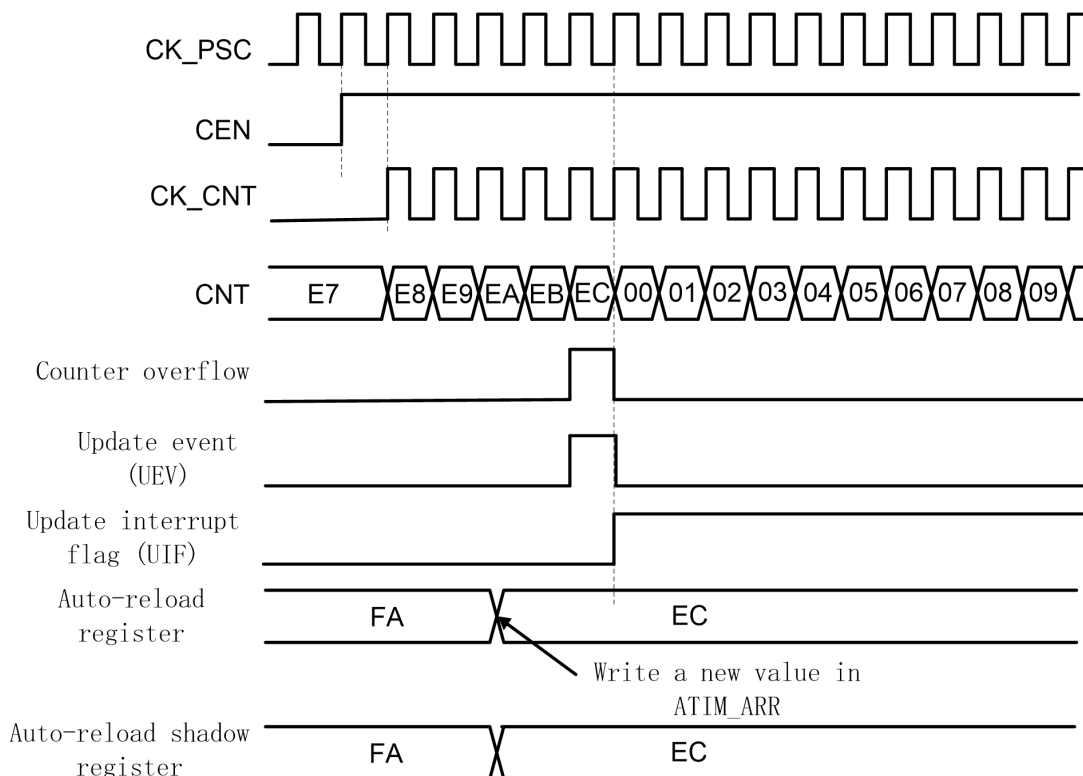 CK_PSC
CEN
CK_CNT
CNT E7 E8 E9 EA EB EC 00 01 02 03 04 05 06 07 08 09
Counter overflow
Update event
(UEV)
Update interrupt
flag (UIF)
Auto-reload
register
FA EC
Write a new value in
ATIM_ARR
Auto-reload shadow
register
FA EC